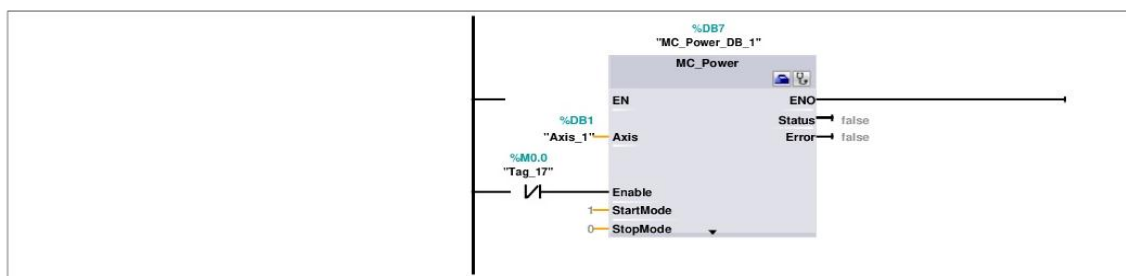 %DB7
"MC_Power_DB_1"
MC_Power
EN ENO
%DB1 Status false
"Axis_1" Axis Error false
%M0.0
"Tag_17"
Enable
1 StartMode
0 StopMode